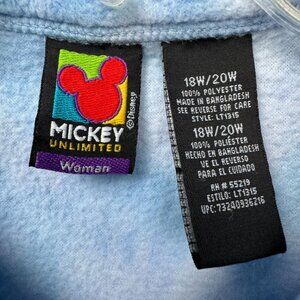 ©Disney
MICKEY
UNLIMITED
Woman
18W/20W
100% POLYESTER
MADE IN BANGLADESH
SEE REVERSE FOR CARE
STYLE: LT1315
18W/20W
100% POLIÉSTER
HECHO EN BANGLADESH
VE EL REVERSO
PARA EL CUIDADO
RN # 55219
ESTILO: LT1315
UPC: 73240936216